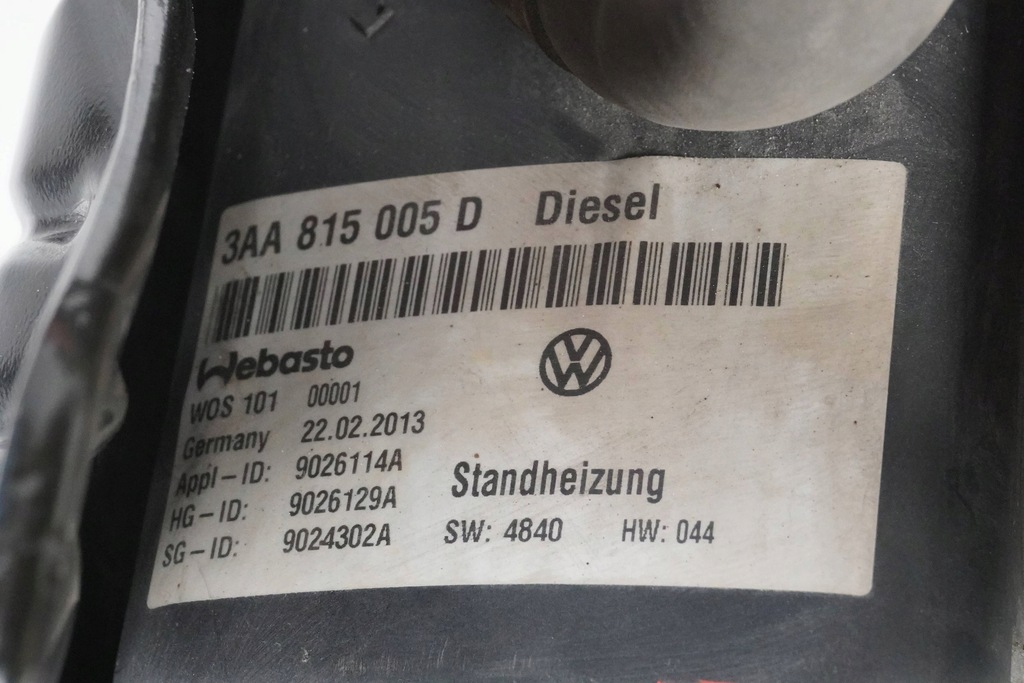 3AA 815 005 D Diesel
Webasto
WOS 101 00001
Germany 22.02.2013
Appl-ID: 9026114A
HG-ID: 9026129A
SG-ID: 9024302A
VW
Standheizung
SW: 4840 HW: 044